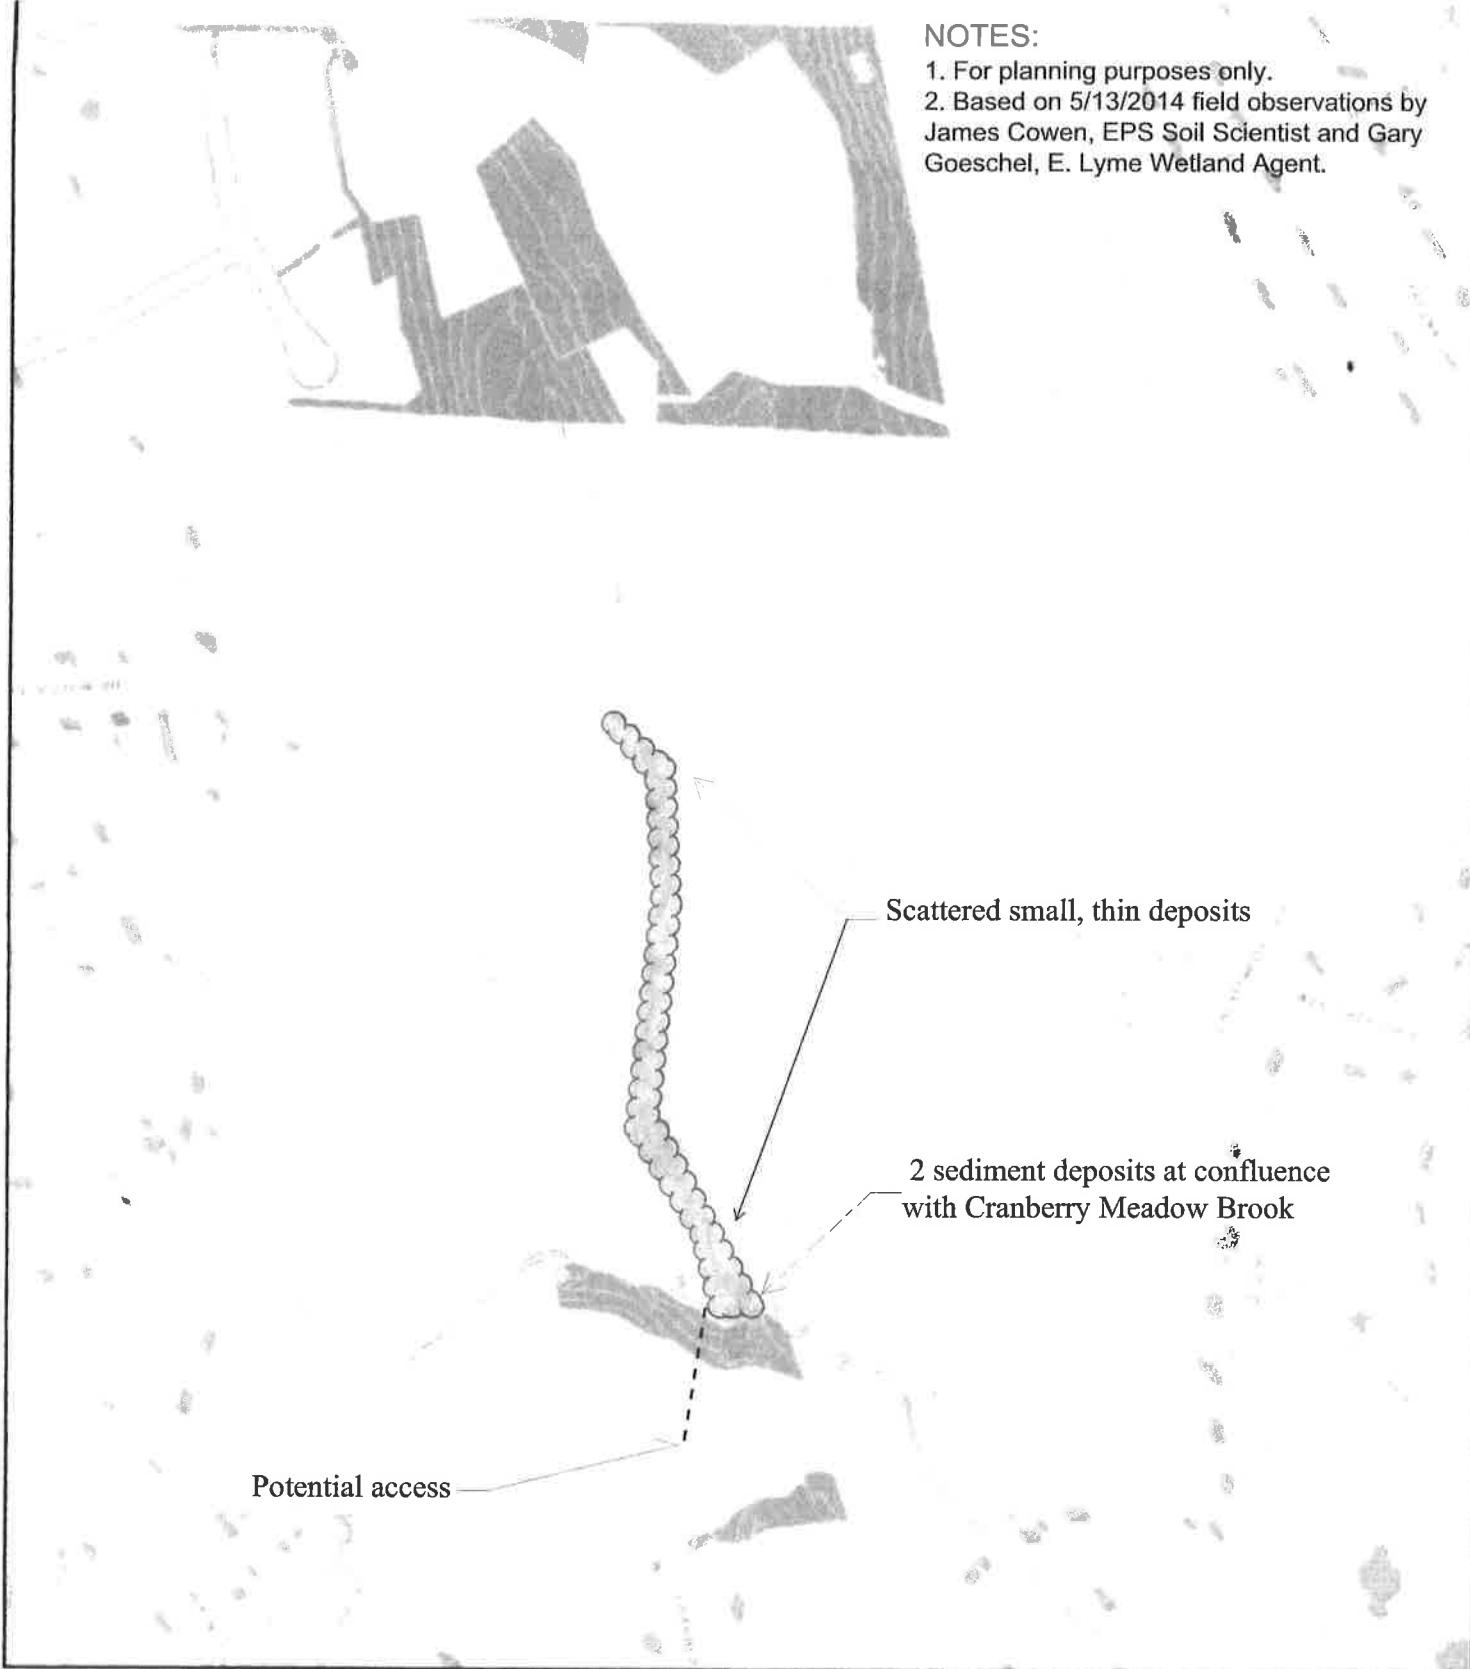 NOTES:
1. For planning purposes only.
2. Based on 5/13/2014 field observations by
James Cowen, EPS Soil Scientist and Gary
Goeschel, E. Lyme Wetland Agent.
Scattered small, thin deposits
2 sediment deposits at confluence
with Cranberry Meadow Brook
Potential access